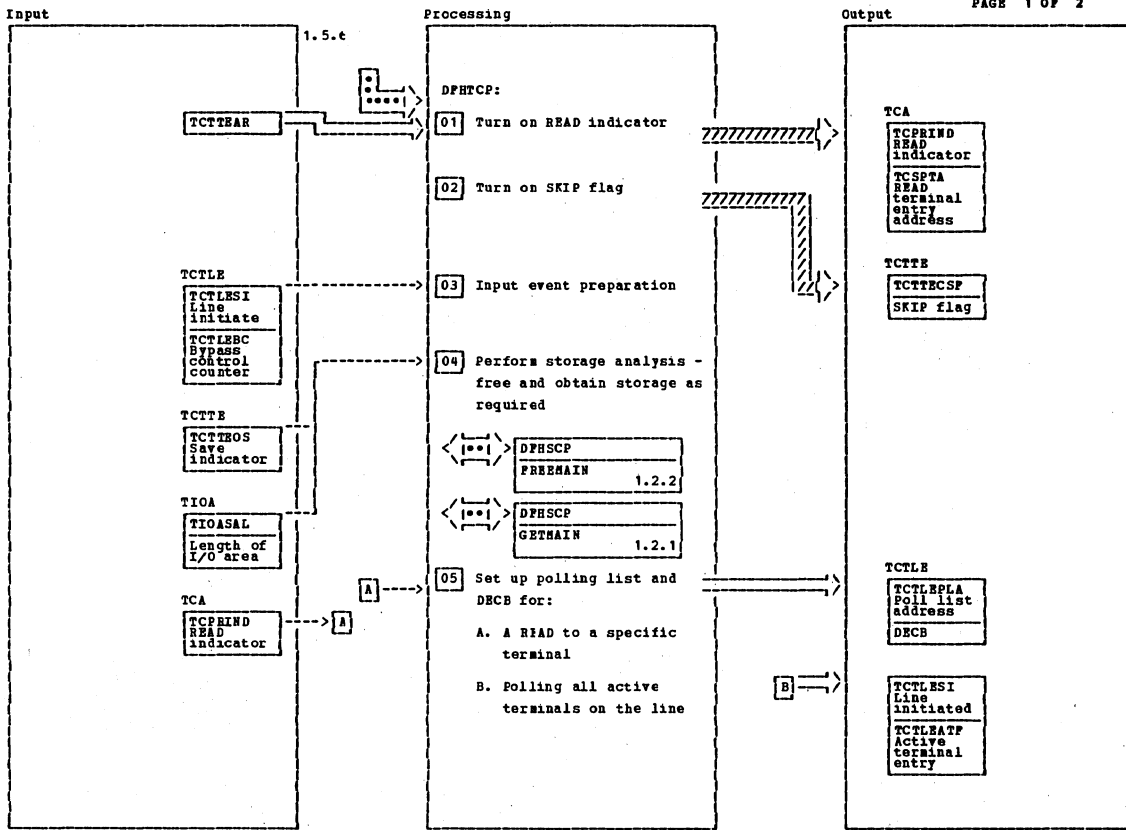 PAGE 1 OF 2
Input
Processing
Output
1.5.6
DFHTCP:
TCTTEAR
01 Turn on READ indicator
TCA
TCPRIND
READ
indicator
TCSPTA
READ
terminal
entry
address
02 Turn on SKIP flag
TCTTE
TCTTECSP
SKIP flag
TCTLE
TCTLESI
Line
initiate
TCTLEBC
Bypass
control
counter
03 Input event preparation
04 Perform storage analysis -
free and obtain storage as
required
TCTTE
TCTTEOS
Save
indicator
DFHSCP
FREEMAIN
1.2.2
TIOA
TIOASAL
Length of
I/O area
DFHSCP
GETMAIN
1.2.1
TCA
TCPRIND
READ
indicator
A
A
05 Set up polling list and
DECB for:
A. A READ to a specific
terminal
B. Polling all active
terminals on the line
TCTLE
TCTLEPLA
Poll list
address
DECB
B
TCTLESI
Line
initiated
TCTLEATP
Active
terminal
entry